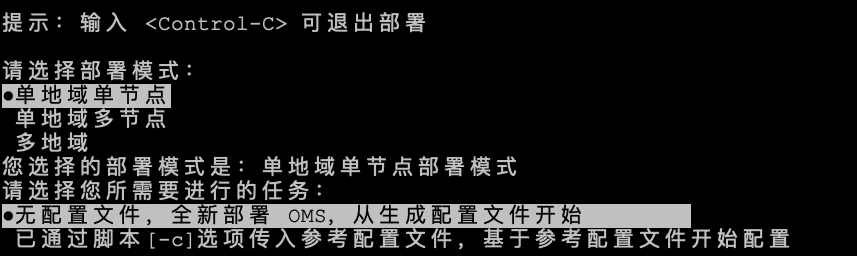 提示：输入 <Control-C> 可退出部署
请选择部署模式：
●单地域单节点
单地域多节点
多地域
您选择的部署模式是：单地域单节点部署模式
请选择您所需要进行的任务：
●无配置文件，全新部署 OMS，从生成配置文件开始
已通过脚本[-c]选项传入参考配置文件，基于参考配置文件开始配置